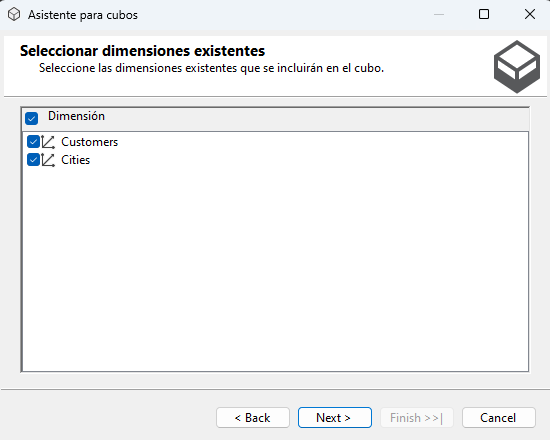 Asistente para cubos
Seleccionar dimensiones existentes
Seleccione las dimensiones existentes que se incluirán en el cubo.
Dimensión
Customers
Cities
< Back
Next >
Finish >>|
Cancel